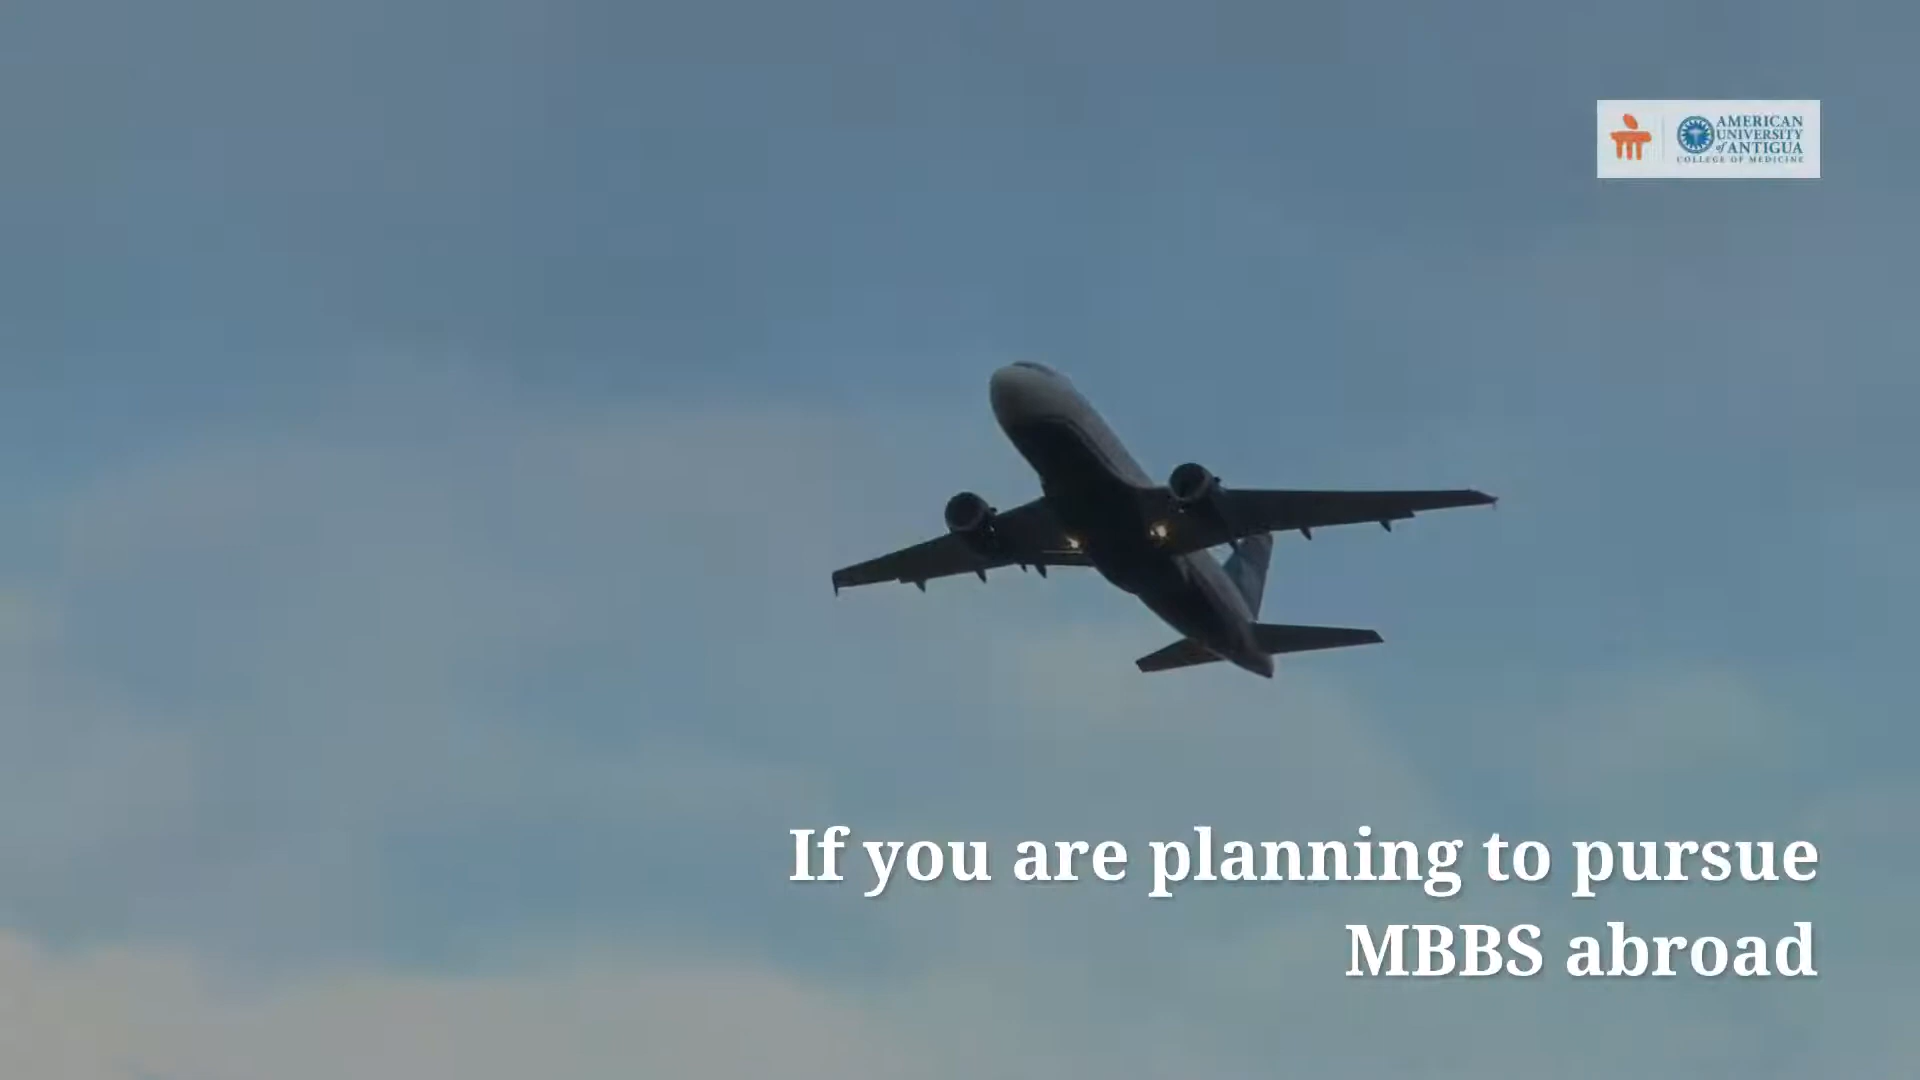 AMERICAN
UNIVERSITY
of ANTIGUA
COLLEGE OF MEDICINE
If you are planning to pursue
MBBS abroad